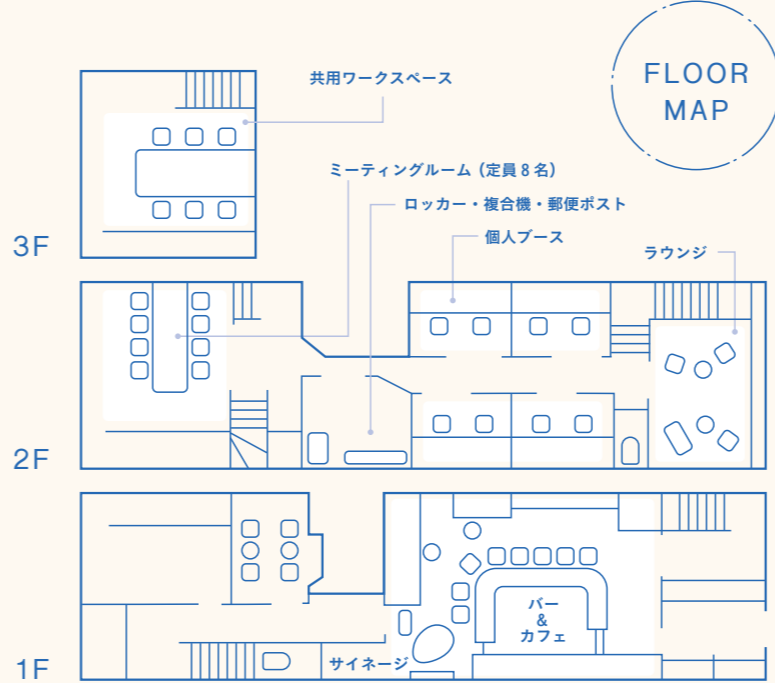 FLOOR
MAP
共用ワークスペース
ミーティングルーム（定員8名）
ロッカー・複合機・郵便ポスト
個人ブース
ラウンジ
3F
2F
バー
&
カフェ
サイネージ
1F